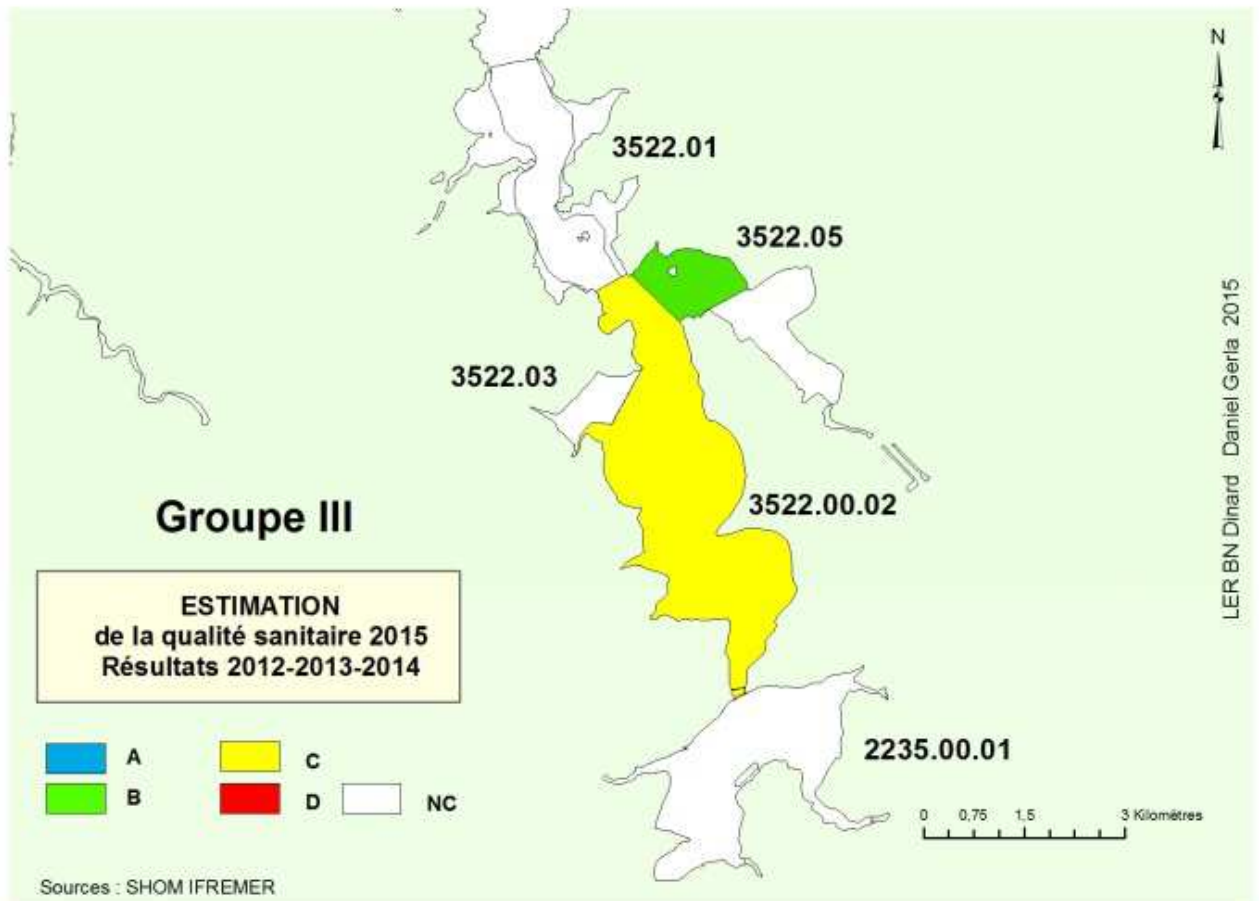 N
3522.01
3522.05
3522.03
3522.00.02
Groupe III
ESTIMATION
de la qualité sanitaire 2015
Résultats 2012-2013-2014
2235.00.01
A
C
B
D
NC
0 0,75 1,5 3 Kilomètres
Sources : SHOM IFREMER
LER BN Dinard Daniel Gerla 2015